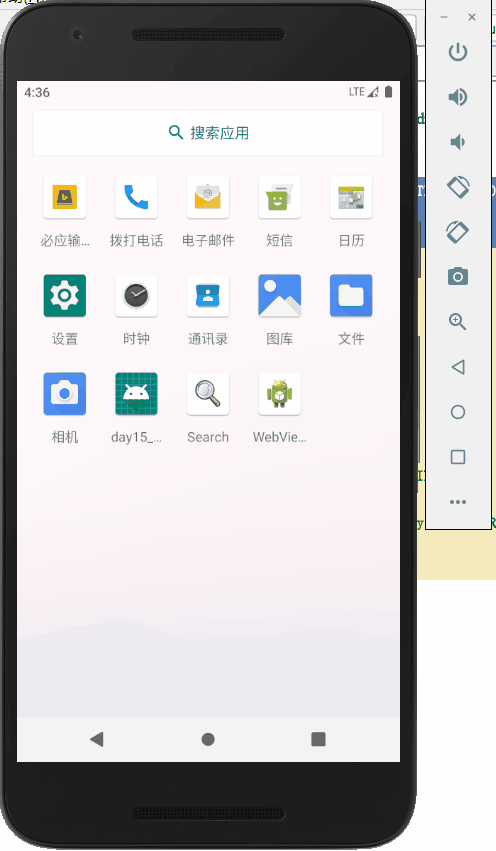 4:36
LTE
搜索应用
必应输...
拨打电话
电子邮件
短信
日历
设置
时钟
通讯录
图库
文件
相机
day15_...
Search
WebVie...